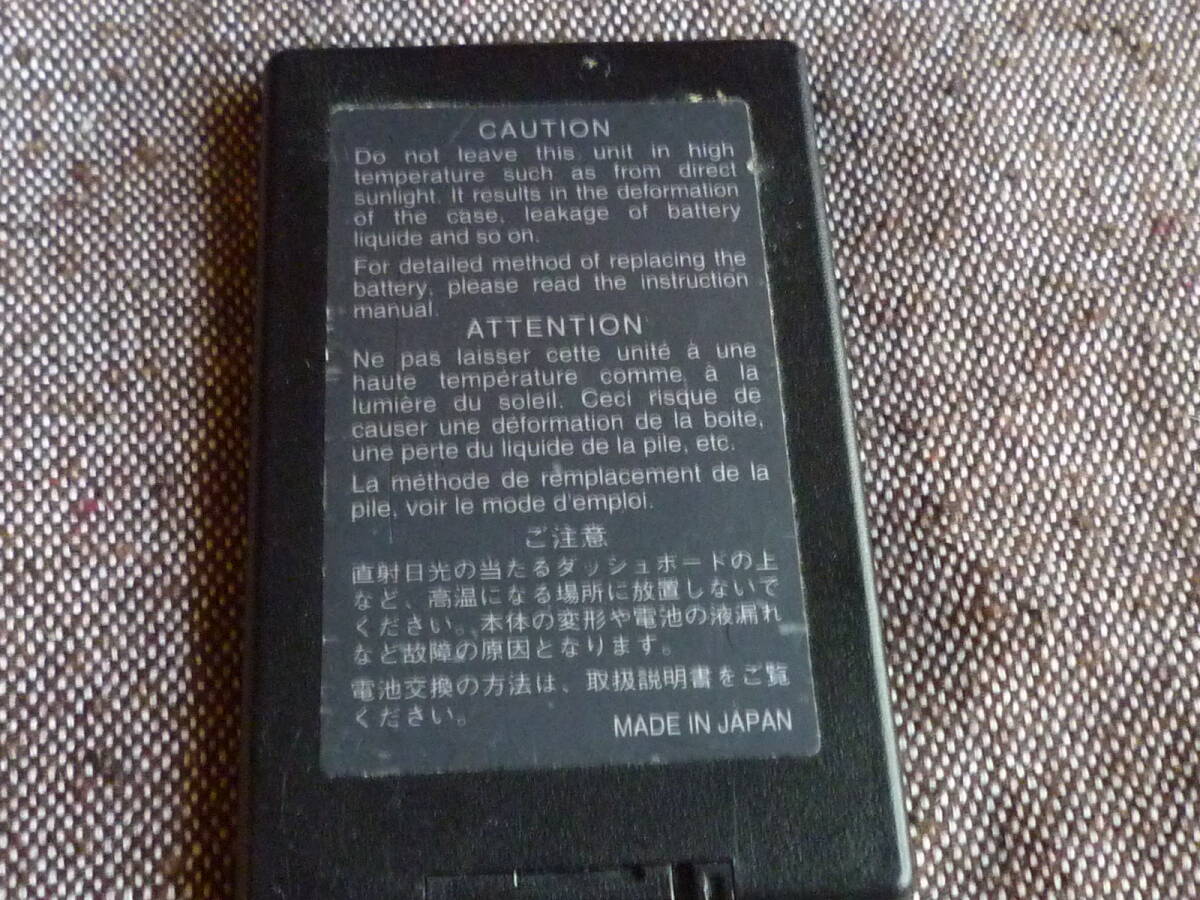 CAUTION
Do not leave this unit in high
temperature such as from direct
sunlight. It results in the deformation
of the case, leakage of battery
liquide and so on.
For detailed method of replacing the
battery, please read the instruction
manual.
ATTENTION
Ne pas laisser cette unité à une
haute température comme à la
lumière du soleil. Ceci risque de
causer une déformation de la boite,
une perte du liquide de la pile, etc.
La méthode de remplacement de la
pile, voir le mode d'emploi.
ご注意
直射日光の当たるダッシュボードの上
など、高温になる場所に放置しないで
ください。本体の変形や電池の液漏れ
など故障の原因となります。
電池交換の方法は、取扱説明書をご覧
ください。
MADE IN JAPAN